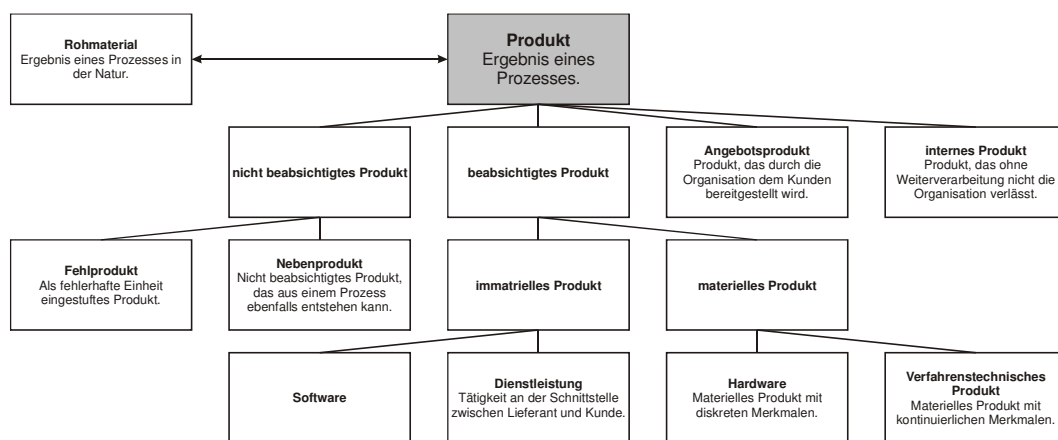 Rohmaterial
Ergebnis eines Prozesses in
der Natur.
Produkt
Ergebnis eines
Prozesses.
nicht beabsichtigtes Produkt
beabsichtigtes Produkt
Angebotsprodukt
Produkt, das durch die
Organisation dem Kunden
bereitgestellt wird.
internes Produkt
Produkt, das ohne
Weiterverarbeitung nicht die
Organisation verlässt.
Fehlprodukt
Als fehlerhafte Einheit
eingestuftes Produkt.
Nebenprodukt
Nicht beabsichtigtes Produkt,
das aus einem Prozess
ebenfalls entstehen kann.
immatrielles Produkt
materielles Produkt
Software
Dienstleistung
Tätigkeit an der Schnittstelle
zwischen Lieferant und Kunde.
Hardware
Materielles Produkt mit
diskreten Merkmalen.
Verfahrenstechnisches
Produkt
Materielles Produkt mit
kontinuierlichen Merkmalen.